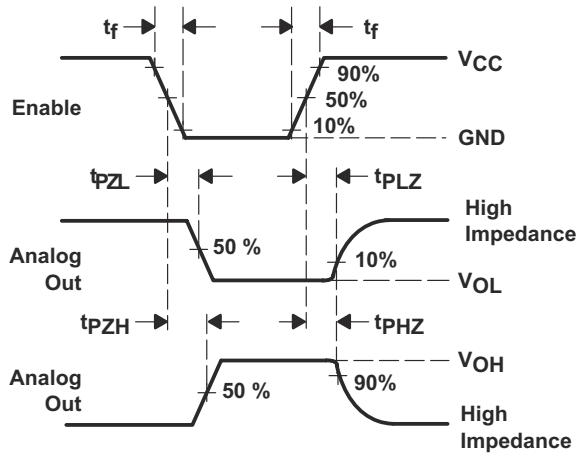 tf
tf
VCC
90%
Enable
50%
10%
GND
tPZL
tPLZ
High
Impedance
50 %
Analog
Out
10%
VOL
tPZH
tPHZ
VOH
Analog
Out
50 %
90%
High
Impedance